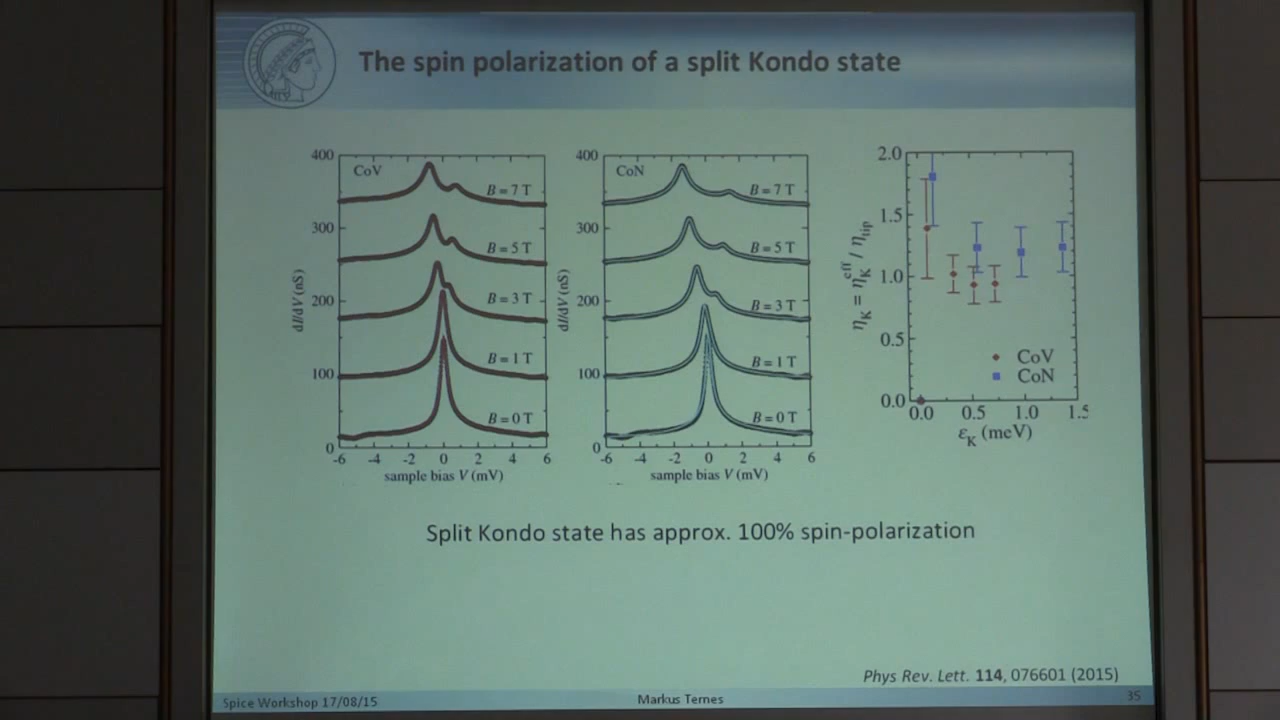 The spin polarization of a split Kondo state
400
300
200
100
0
dI/dV (nS)
CoV
B = 7 T
B = 5 T
B = 3 T
B = 1 T
B = 0 T
-6 -4 -2 0 2 4 6
sample bias V (mV)
400
300
200
100
0
dI/dV (nS)
CoN
B = 7 T
B = 5 T
B = 3 T
B = 1 T
B = 0 T
-6 -4 -2 0 2 4 6
sample bias V (mV)
2.0
1.5
1.0
0.5
0.0
ηK = ηK^eff / ηtip
CoV
CoN
0.0 0.5 1.0 1.5
εK (meV)
Split Kondo state has approx. 100% spin-polarization
Phys Rev. Lett. 114, 076601 (2015)
Spice Workshop 17/08/15
Markus Ternes
35